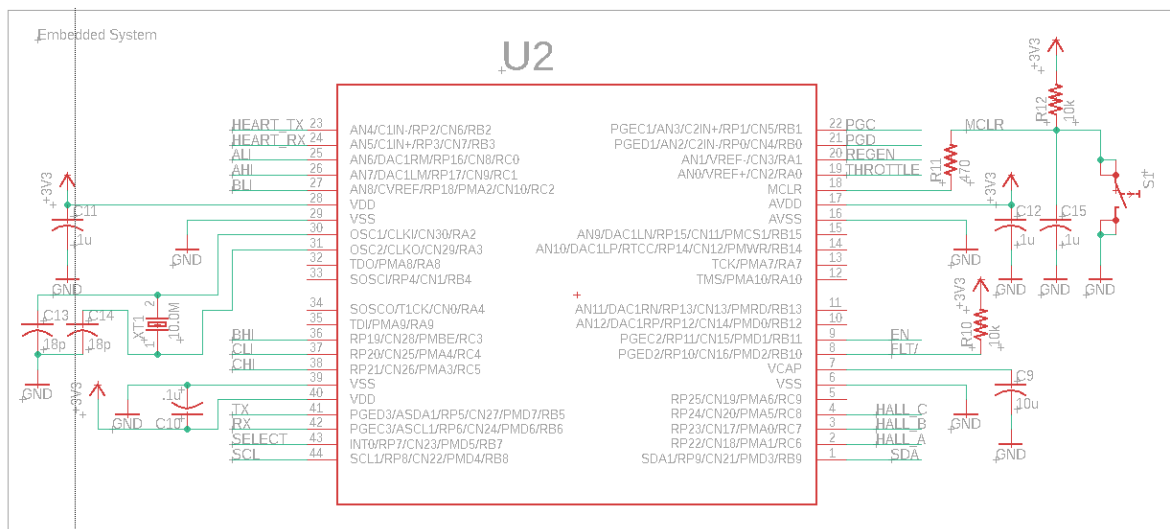 Embedded System
U2
HEART_TX 23 AN4/C1IN-/RP2/CN6/RB2
HEART_RX 24 AN5/C1IN+/RP3/CN7/RB3
ALI 25 AN6/DAC1RM/RP16/CN8/RC0
AHI 26 AN7/DAC1RM/RP17/CN9/RC1
BLI 27 AN8/CVREF/RP18/PMA2/CN10/RC2
28 VDD
29 VSS
30 OSC1/CLKI/CN30/RA2
31 OSC2/CLKO/CN29/RA3
32 TDO/PMA8/RA8
33 SOSCI/RP4/CN1/RB4
34 SOSCO/T1CK/CN0/RA4
35 TDI/PMA9/RA9
BHI 36 RP19/CN28/PMBE/RC3
CLI 37 RP20/CN25/PMA4/RC4
CHI 38 RP21/CN26/PMA3/RC5
39 VSS
40 VDD
TX 41 PGED3/ASDA1/RP5/CN27/PMD7/RB5
RX 42 PGEC3/ASCL1/RP6/CN24/PMD6/RB6
SELECT 43 INT0/RP7/CN23/PMD5/RB7
SCL 44 SCL1/RP8/CN22/PMD4/RB8
PGEC1/AN3/C2IN+/RP1/CN5/RB1 22 PGC
PGED1/AN2/C2IN-/RP0/CN4/RB0 21 PGD
AN1/VREF-/CN3/RA1 20 REGEN
AN0/VREF+/CN2/RA0 19 THROTTLE
MCLR 18
AVDD 17
AVSS 16
AN9/DAC1LN/RP15/CN11/PMCS1/RB15 15
AN10/DAC1LP/RTCC/RP14/CN12/PMWR/RB14 14
TCK/PMA7/RA7 13
TMS/PMA10/RA10 12
AN11/DAC1RN/RP13/CN13/PMRD/RB13 11
AN12/DAC1RP/RP12/CN14/PMD0/RB12 10
PGEC2/RP11/CN15/PMD1/RB11 9 EN
PGED2/RP10/CN16/PMD2/RB10 8 FLT/
VCAP 7
VSS 6
RP25/CN19/PMA6/RC9 5
RP24/CN20/PMA5/RC8 4 HALL_C
RP23/CN17/PMA0/RC7 3 HALL_B
RP22/CN18/PMA1/RC6 2 HALL_A
SDA1/RP9/CN21/PMD3/RB9 1 SDA
+3V3
C11
.1u
GND
GND
C13
18p
C14
18p
XT1
2
1
10.0M
GND
+3V3
GND
.1u
C10
+3V3
R12
10k
MCLR
R11
470
S1
+3V3
C12
.1u
C15
.1u
GND
GND
GND
GND
+3V3
R10
10k
C9
10u
GND
GND